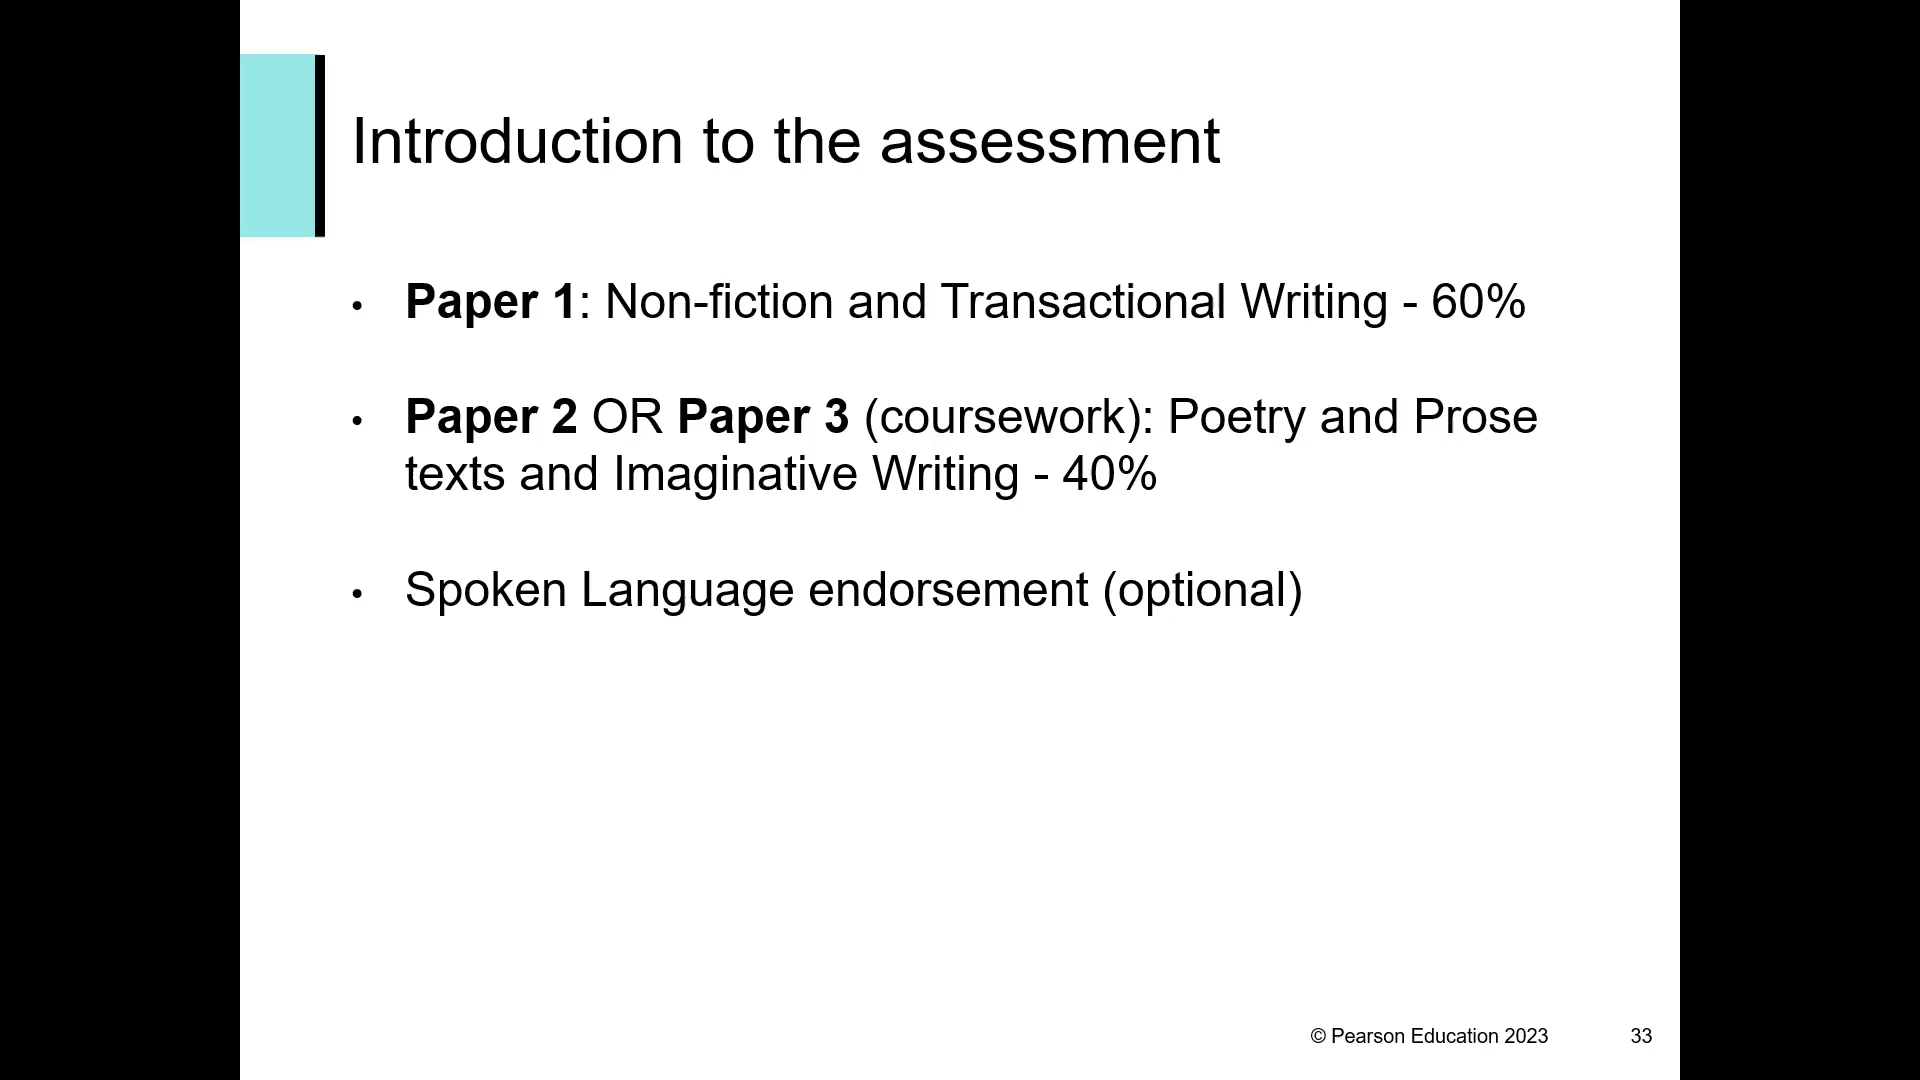 Introduction to the assessment
• Paper 1: Non-fiction and Transactional Writing - 60%
• Paper 2 OR Paper 3 (coursework): Poetry and Prose
texts and Imaginative Writing - 40%
• Spoken Language endorsement (optional)
© Pearson Education 2023 33